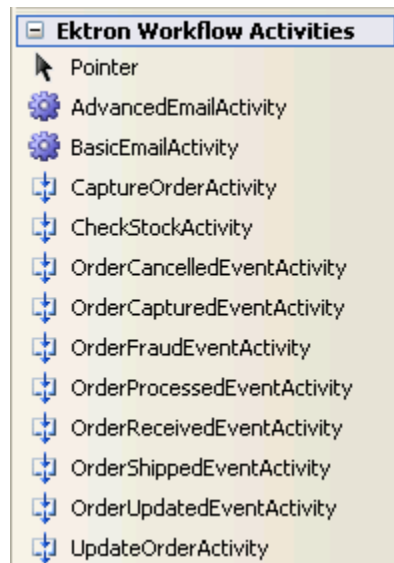 Ektron Workflow Activities
Pointer
AdvancedEmailActivity
BasicEmailActivity
CaptureOrderActivity
CheckStockActivity
OrderCancelledEventActivity
OrderCapturedEventActivity
OrderFraudEventActivity
OrderProcessedEventActivity
OrderReceivedEventActivity
OrderShippedEventActivity
OrderUpdatedEventActivity
UpdateOrderActivity